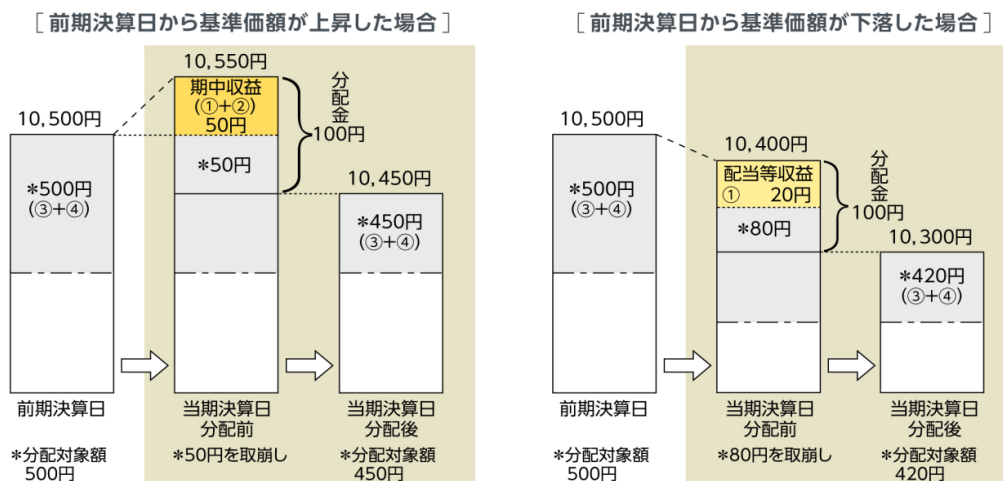 [前期決算日から基準価額が上昇した場合]
10,550円
期中収益
(①+②)
50円
分配金
100円
10,500円
*500円
(③+④)
*50円
10,450円
*450円
(③+④)
前期決算日
当期決算日
分配前
当期決算日
分配後
*分配対象額
500円
*50円を取崩し
*分配対象額
450円
[前期決算日から基準価額が下落した場合]
10,500円
*500円
(③+④)
10,400円
配当等収益
① 20円
*80円
分配金
100円
10,300円
*420円
(③+④)
前期決算日
当期決算日
分配前
当期決算日
分配後
*分配対象額
500円
*80円を取崩し
*分配対象額
420円